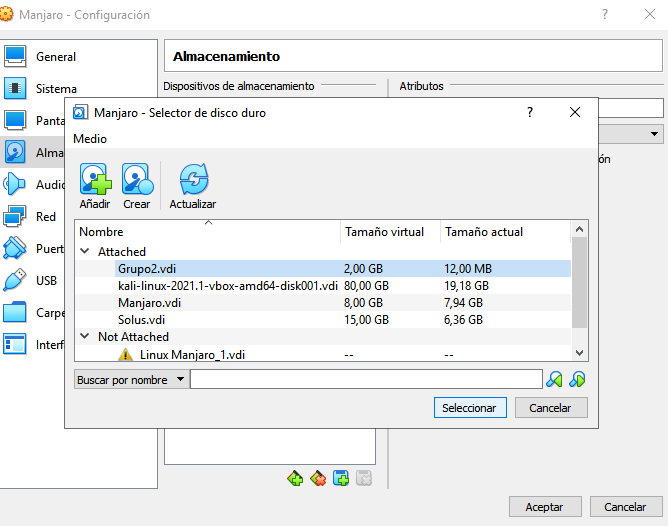 Manjaro - Configuración
General
Almacenamiento
Sistema
Dispositivos de almacenamiento
Atributos
Panta
Manjaro - Selector de disco duro
Medio
Alma
ón
Audio
Añadir Crear Actualizar
Red
Nombre Tamaño virtual Tamaño actual
Puert
Attached
Grupo2.vdi 2,00 GB 12,00 MB
USB
kali-linux-2021.1-vbox-amd64-disk001.vdi 80,00 GB 19,18 GB
Manjaro.vdi 8,00 GB 7,94 GB
Carpe
Solus.vdi 15,00 GB 6,36 GB
Not Attached
Interf
Linux Manjaro_1.vdi -- --
Buscar por nombre
Seleccionar Cancelar
Aceptar Cancelar